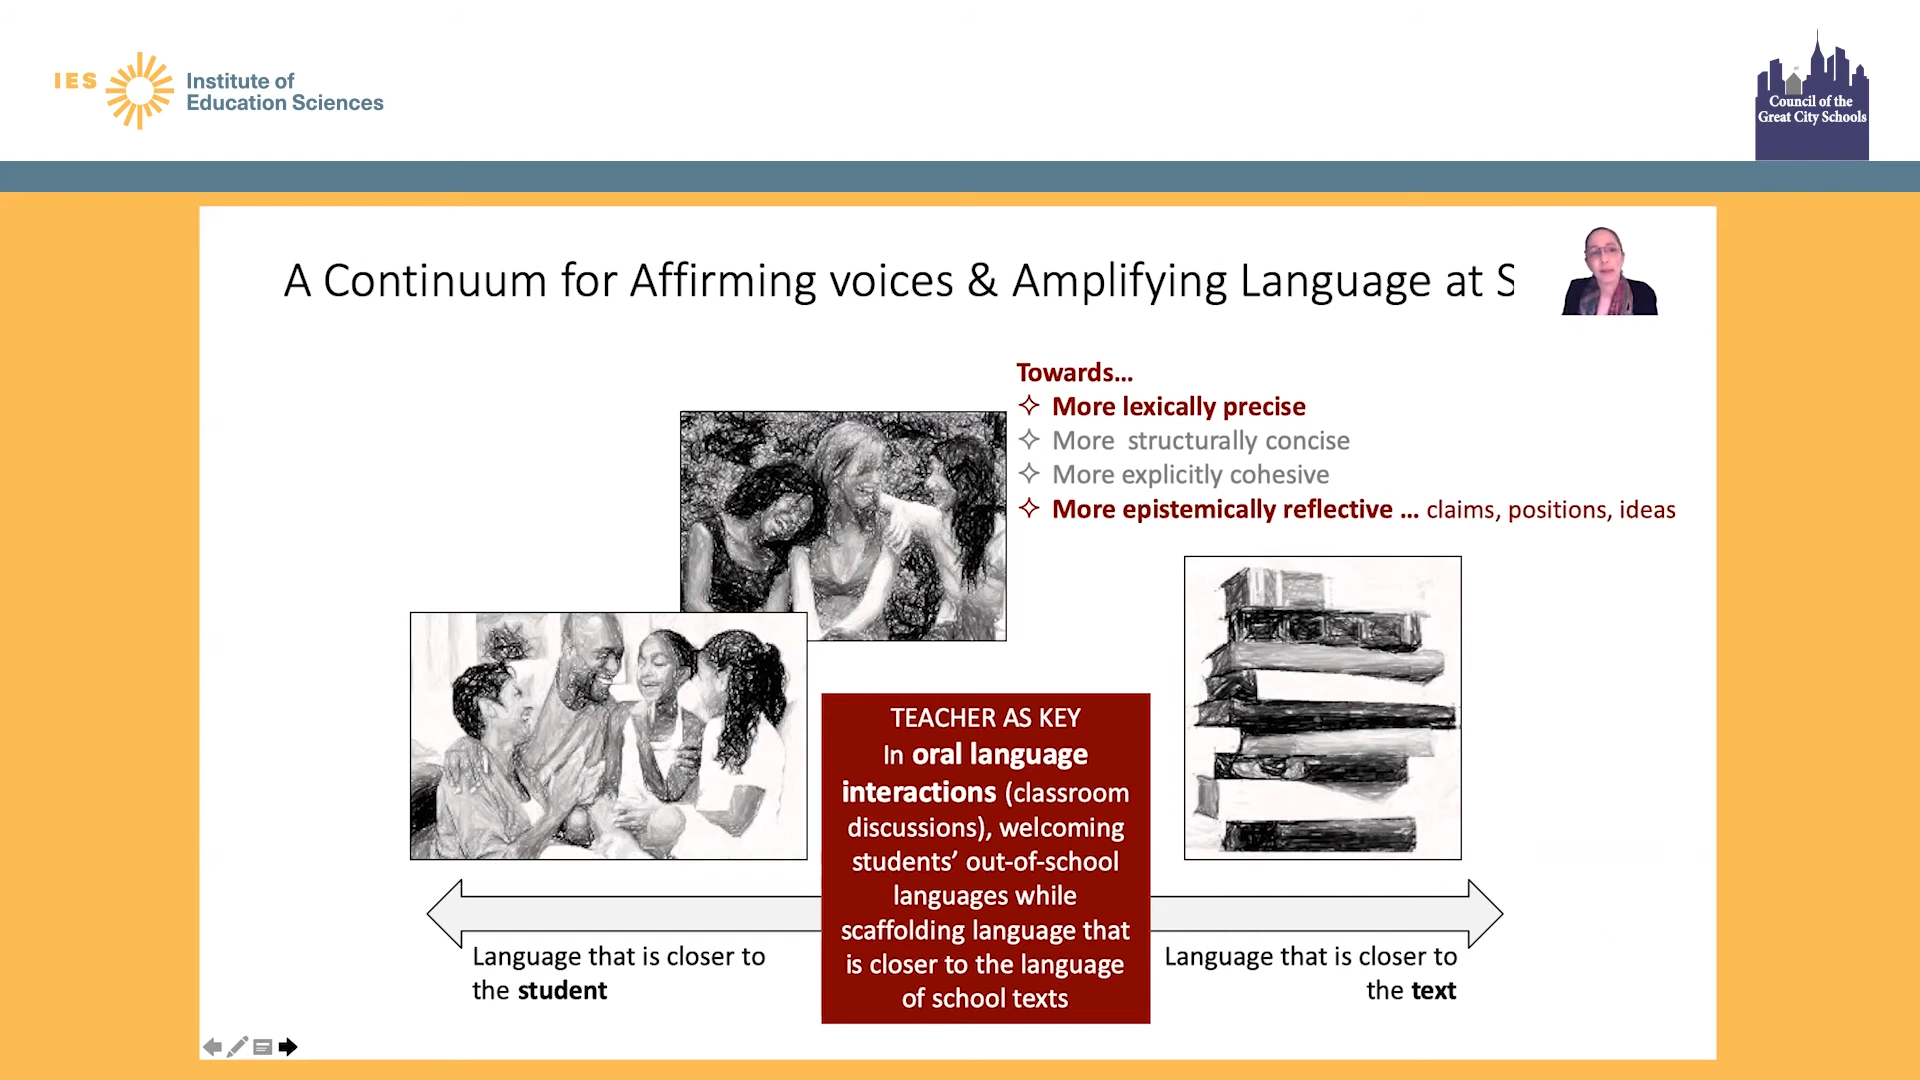 IES
Institute of
Education Sciences
Council of the
Great City Schools
A Continuum for Affirming voices & Amplifying Language at S
Towards...
✧ More lexically precise
✧ More structurally concise
✧ More explicitly cohesive
✧ More epistemically reflective ... claims, positions, ideas
TEACHER AS KEY
In oral language
interactions (classroom
discussions), welcoming
students’ out-of-school
languages while
scaffolding language that
is closer to the language
of school texts
Language that is closer to
the student
Language that is closer to
the text